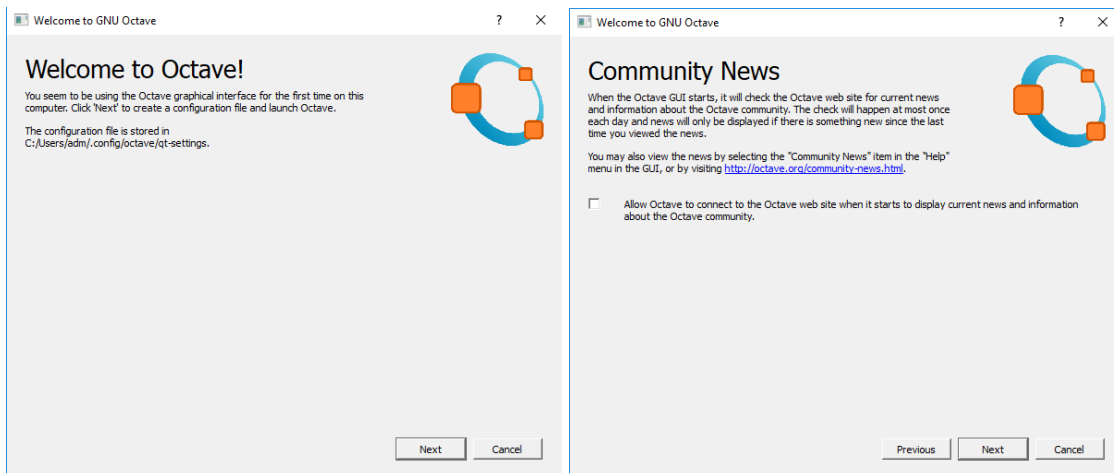 Welcome to GNU Octave
Welcome to Octave!
You seem to be using the Octave graphical interface for the first time on this
computer. Click 'Next' to create a configuration file and launch Octave.
The configuration file is stored in
C:/Users/adm/.config/octave/qt-settings.
Next
Cancel
Welcome to GNU Octave
Community News
When the Octave GUI starts, it will check the Octave web site for current news
and information about the Octave community. The check will happen at most once
each day and news will only be displayed if there is something new since the last
time you viewed the news.
You may also view the news by selecting the "Community News" item in the "Help"
menu in the GUI, or by visiting http://octave.org/community-news.html.
Allow Octave to connect to the Octave web site when it starts to display current news and information
about the Octave community.
Previous
Next
Cancel